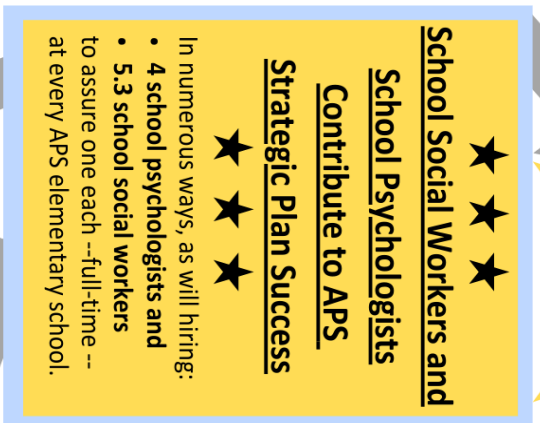 School Social Workers and
School Psychologists
Contribute to APS
Strategic Plan Success
In numerous ways, as will hiring:
• 4 school psychologists and
• 5.3 school social workers
to assure one each --full-time --
at every APS elementary school.